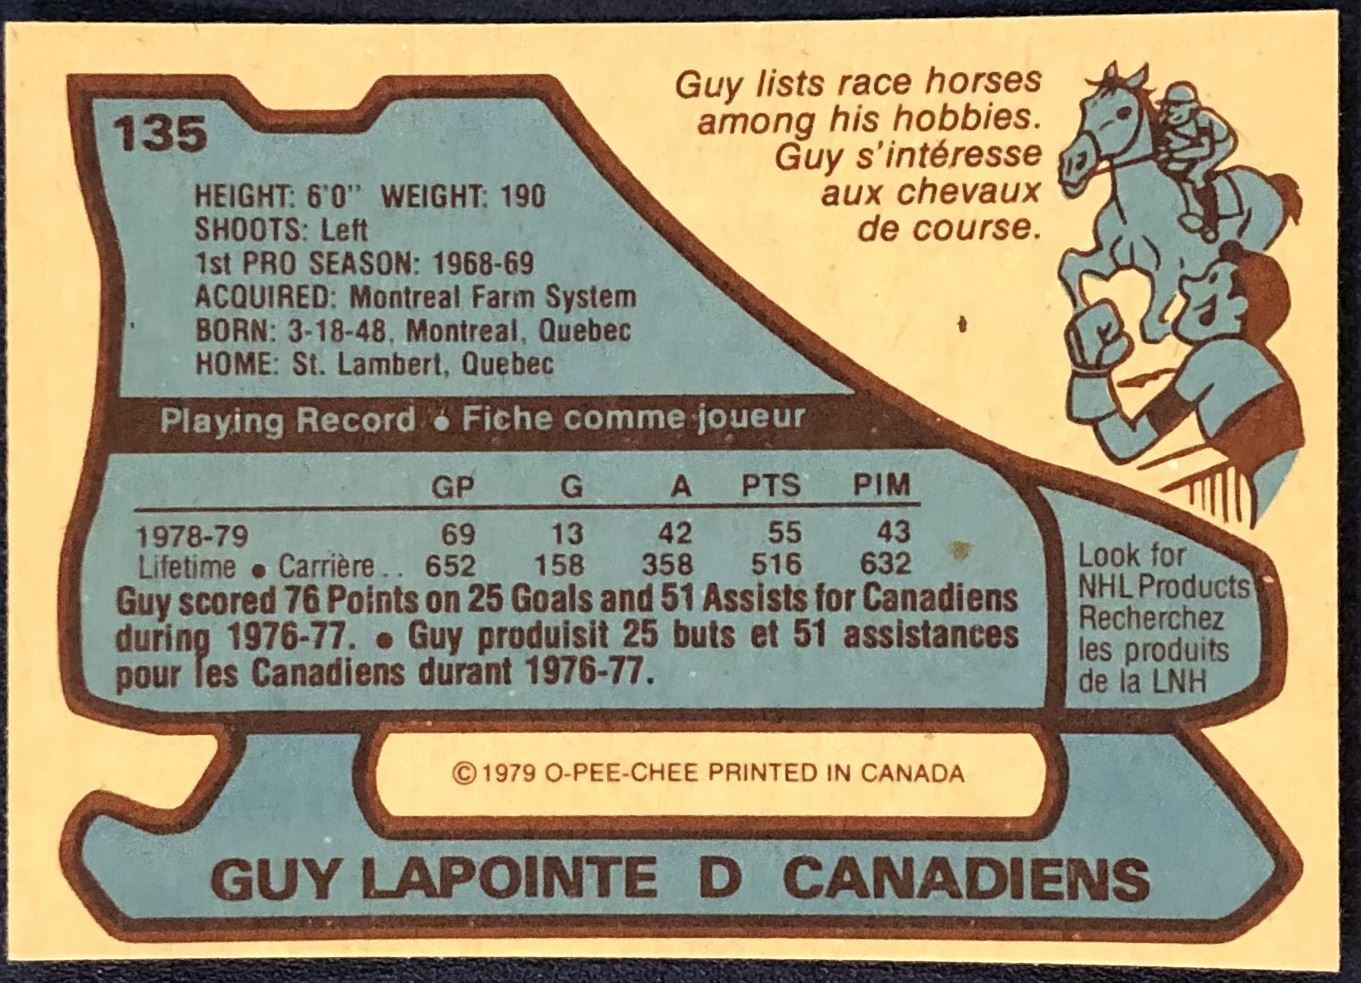 135
Guy lists race horses
among his hobbies.
Guy s'intéresse
aux chevaux
de course.
HEIGHT: 6'0" WEIGHT: 190
SHOOTS: Left
1st PRO SEASON: 1968-69
ACQUIRED: Montreal Farm System
BORN: 3-18-48, Montreal, Quebec
HOME: St. Lambert, Quebec
Playing Record • Fiche comme joueur
GP G A PTS PIM
1978-79 69 13 42 55 43
Lifetime • Carrière.. 652 158 358 516 632
Guy scored 76 Points on 25 Goals and 51 Assists for Canadiens
during 1976-77. • Guy produisit 25 buts et 51 assistances
pour les Canadiens durant 1976-77.
Look for
NHL Products
Recherchez
les produits
de la LNH
© 1979 O-PEE-CHEE PRINTED IN CANADA
GUY LAPOINTE D CANADIENS